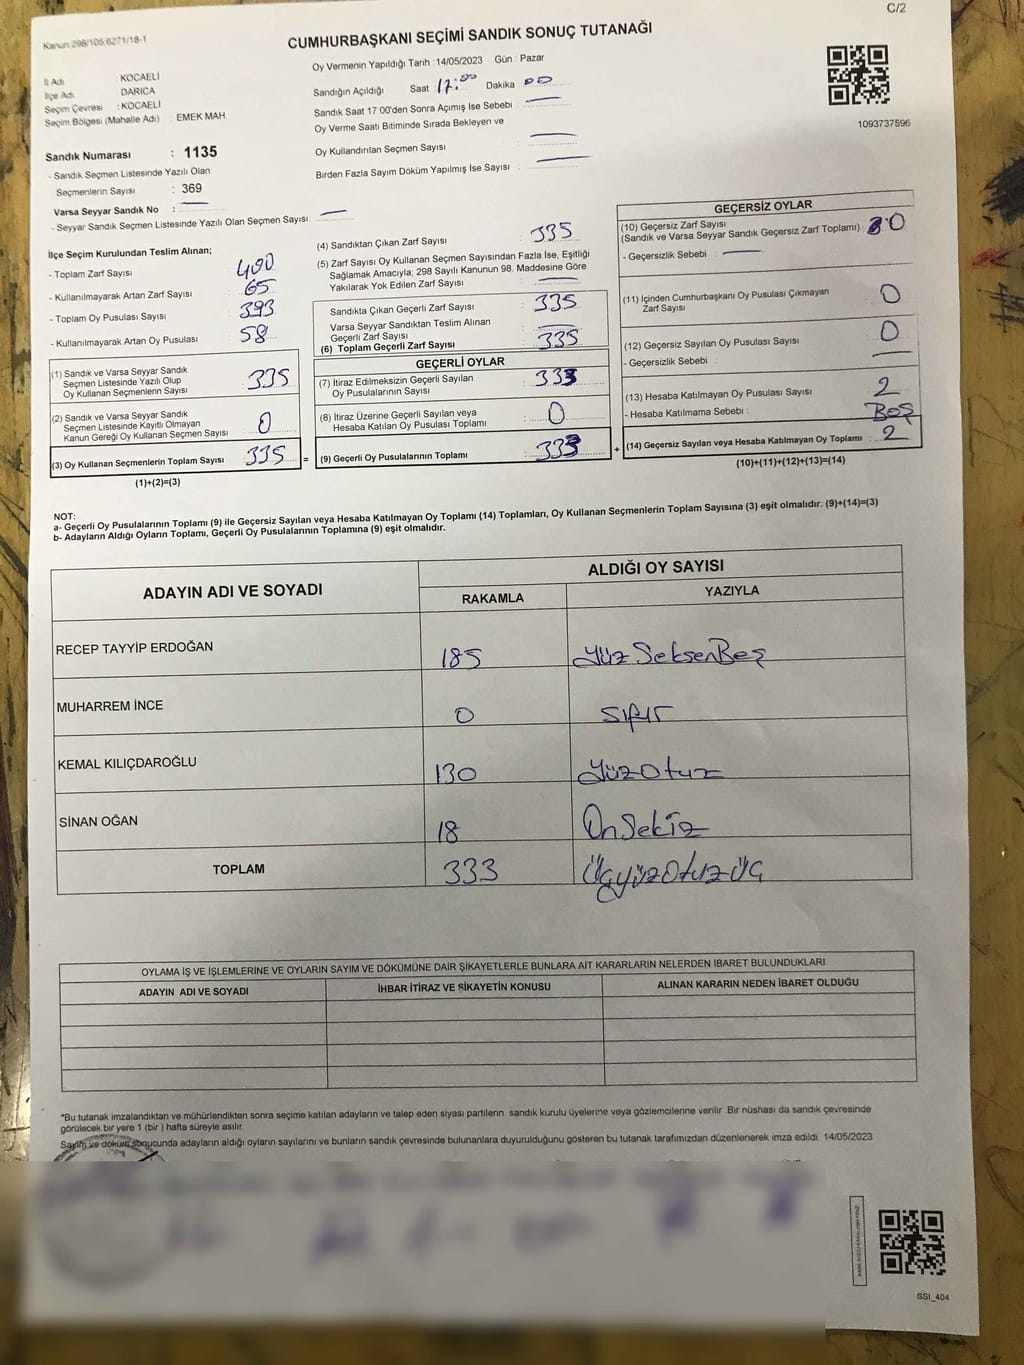 C/2
Kanun:298/105;6271/18-1
CUMHURBAŞKANI SEÇİMİ SANDIK SONUÇ TUTANAĞI
İl Adı : KOCAELİ
İlçe Adı : DARICA
Seçim Çevresi : KOCAELİ
Seçim Bölgesi (Mahalle Adı) : EMEK MAH.
Sandık Numarası : 1135
- Sandık Seçmen Listesinde Yazılı Olan
Seçmenlerin Sayısı : 369
Varsa Seyyar Sandık No :
- Seyyar Sandık Seçmen Listesinde Yazılı Olan Seçmen Sayısı:
Oy Vermenin Yapıldığı Tarih :14/05/2023 Gün : Pazar
Sandığın Açıldığı Saat 17:00 Dakika 00
Sandık Saat 17.00'den Sonra Açımış İse Sebebi :
Oy Verme Saati Bitiminde Sırada Bekleyen ve
Oy Kullandırılan Seçmen Sayısı :
Birden Fazla Sayım Döküm Yapılmış İse Sayısı :
1093737596
İlçe Seçim Kurulundan Teslim Alınan;
- Toplam Zarf Sayısı 400
- Kullanılmayarak Artan Zarf Sayısı 65
- Toplam Oy Pusulası Sayısı 393
- Kullanılmayarak Artan Oy Pusulası 58
(1) Sandık ve Varsa Seyyar Sandık
Seçmen Listesinde Yazılı Olup
Oy Kullanan Seçmenlerin Sayısı 335
(2) Sandık ve Varsa Seyyar Sandık
Seçmen Listesinde Kayıtlı Olmayan
Kanun Gereği Oy Kullanan Seçmen Sayısı 0
(3) Oy Kullanan Seçmenlerin Toplam Sayısı 335 =
(1)+(2)=(3)
(4) Sandıktan Çıkan Zarf Sayısı : 335
(5) Zarf Sayısı Oy Kullanan Seçmen Sayısından Fazla İse, Eşitliği
Sağlamak Amacıyla; 298 Sayılı Kanunun 98. Maddesine Göre
Yakılarak Yok Edilen Zarf Sayısı :
Sandıkta Çıkan Geçerli Zarf Sayısı : 335
Varsa Seyyar Sandıktan Teslim Alınan
Geçerli Zarf Sayısı :
(6) Toplam Geçerli Zarf Sayısı : 335
GEÇERLİ OYLAR
(7) İtiraz Edilmeksizin Geçerli Sayılan
Oy Pusulalarının Sayısı : 333
(8) İtiraz Üzerine Geçerli Sayılan veya
Hesaba Katılan Oy Pusulası Toplamı : 0
(9) Geçerli Oy Pusulalarının Toplamı : 333 +
GEÇERSİZ OYLAR
(10) Geçersiz Zarf Sayısı
(Sandık ve Varsa Seyyar Sandık Geçersiz Zarf Toplamı) : 0
- Geçersizlik Sebebi :
(11) İçinden Cumhurbaşkanı Oy Pusulası Çıkmayan
Zarf Sayısı : 0
(12) Geçersiz Sayılan Oy Pusulası Sayısı : 0
- Geçersizlik Sebebi :
(13) Hesaba Katılmayan Oy Pusulası Sayısı : 2
- Hesaba Katılmama Sebebi : BOŞ
(14) Geçersiz Sayılan veya Hesaba Katılmayan Oy Toplamı : 2
(10)+(11)+(12)+(13)=(14)
NOT:
a- Geçerli Oy Pusulalarının Toplamı (9) ile Geçersiz Sayılan veya Hesaba Katılmayan Oy Toplamı (14) Toplamları, Oy Kullanan Seçmenlerin Toplam Sayısına (3) eşit olmalıdır. (9)+(14)=(3)
b- Adayların Aldığı Oyların Toplamı, Geçerli Oy Pusulalarının Toplamına (9) eşit olmalıdır.
ADAYIN ADI VE SOYADI ALDIĞI OY SAYISI
RAKAMLA YAZIYLA
RECEP TAYYİP ERDOĞAN 185 YüzSeksenBeş
MUHARREM İNCE 0 sıfır
KEMAL KILIÇDAROĞLU 130 YüzOtuz
SİNAN OĞAN 18 OnSekiz
TOPLAM 333 ÜçyüzOtuzÜç
OYLAMA İŞ VE İŞLEMLERİNE VE OYLARIN SAYIM VE DÖKÜMÜNE DAİR ŞİKAYETLERLE BUNLARA AİT KARARLARIN NELERDEN İBARET BULUNDUKLARI
ADAYIN ADI VE SOYADI İHBAR İTİRAZ VE ŞİKAYETİN KONUSU ALINAN KARARIN NEDEN İBARET OLDUĞU
*Bu tutanak imzalandıktan ve mühürlendikten sonra seçime katılan adayların ve talep eden siyasi partilerin sandık kurulu üyelerine veya gözlemcilerine verilir. Bir nüshası da sandık çevresinde
görülecek bir yere 1 (bir ) hafta süreyle asılır.
Sayım ve döküm sonucunda adayların aldığı oyların sayılarını ve bunların sandık çevresinde bulunanlara duyurulduğunu gösteren bu tutanak tarafımızdan düzenlenerek imza edildi. 14/05/2023
SSI_404